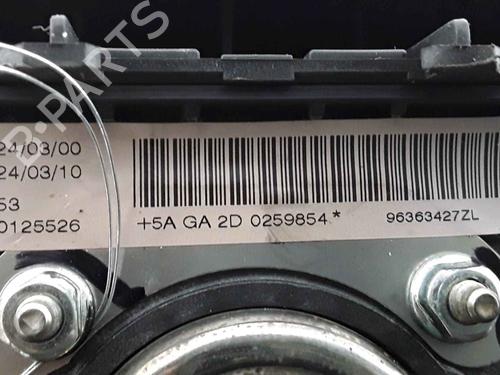 B-PARTS
24/03/00
24/03/10
53
0125526
+5A GA 2D 0259854*
96363427ZL